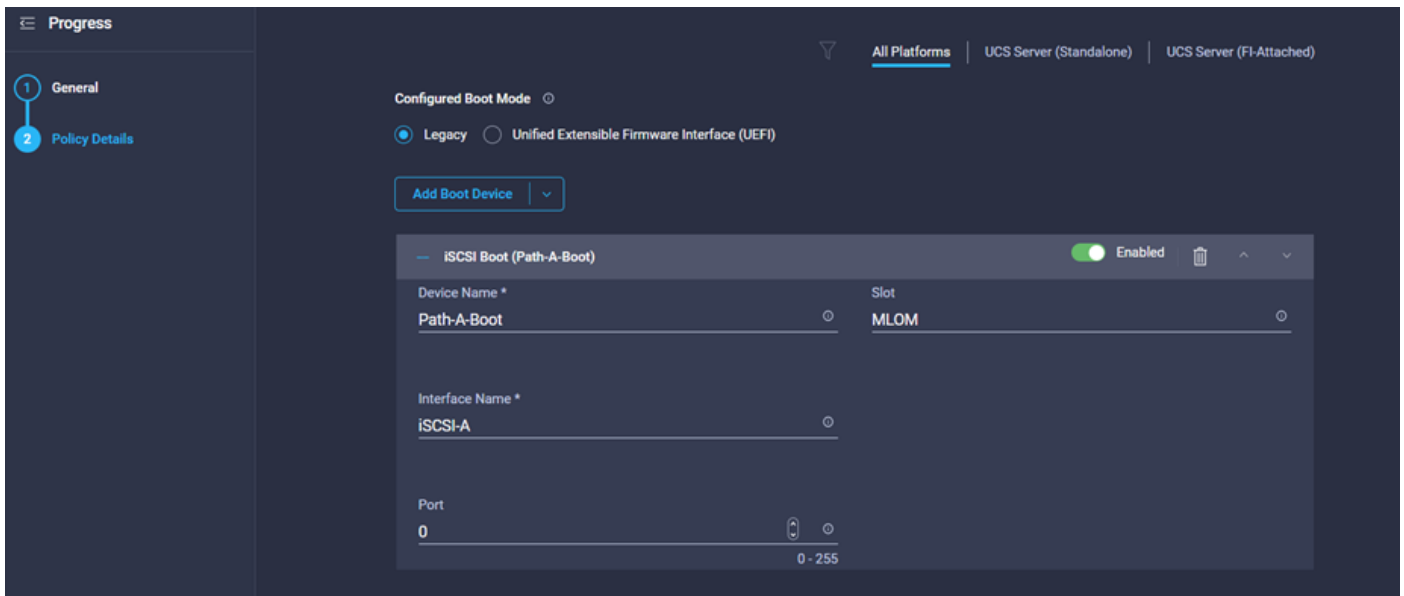 Progress
1 General
2 Policy Details
All Platforms UCS Server (Standalone) UCS Server (FI-Attached)
Configured Boot Mode
Legacy Unified Extensible Firmware Interface (UEFI)
Add Boot Device
iSCSI Boot (Path-A-Boot) Enabled
Device Name * Slot
Path-A-Boot MLOM
Interface Name *
iSCSI-A
Port
0
0 - 255